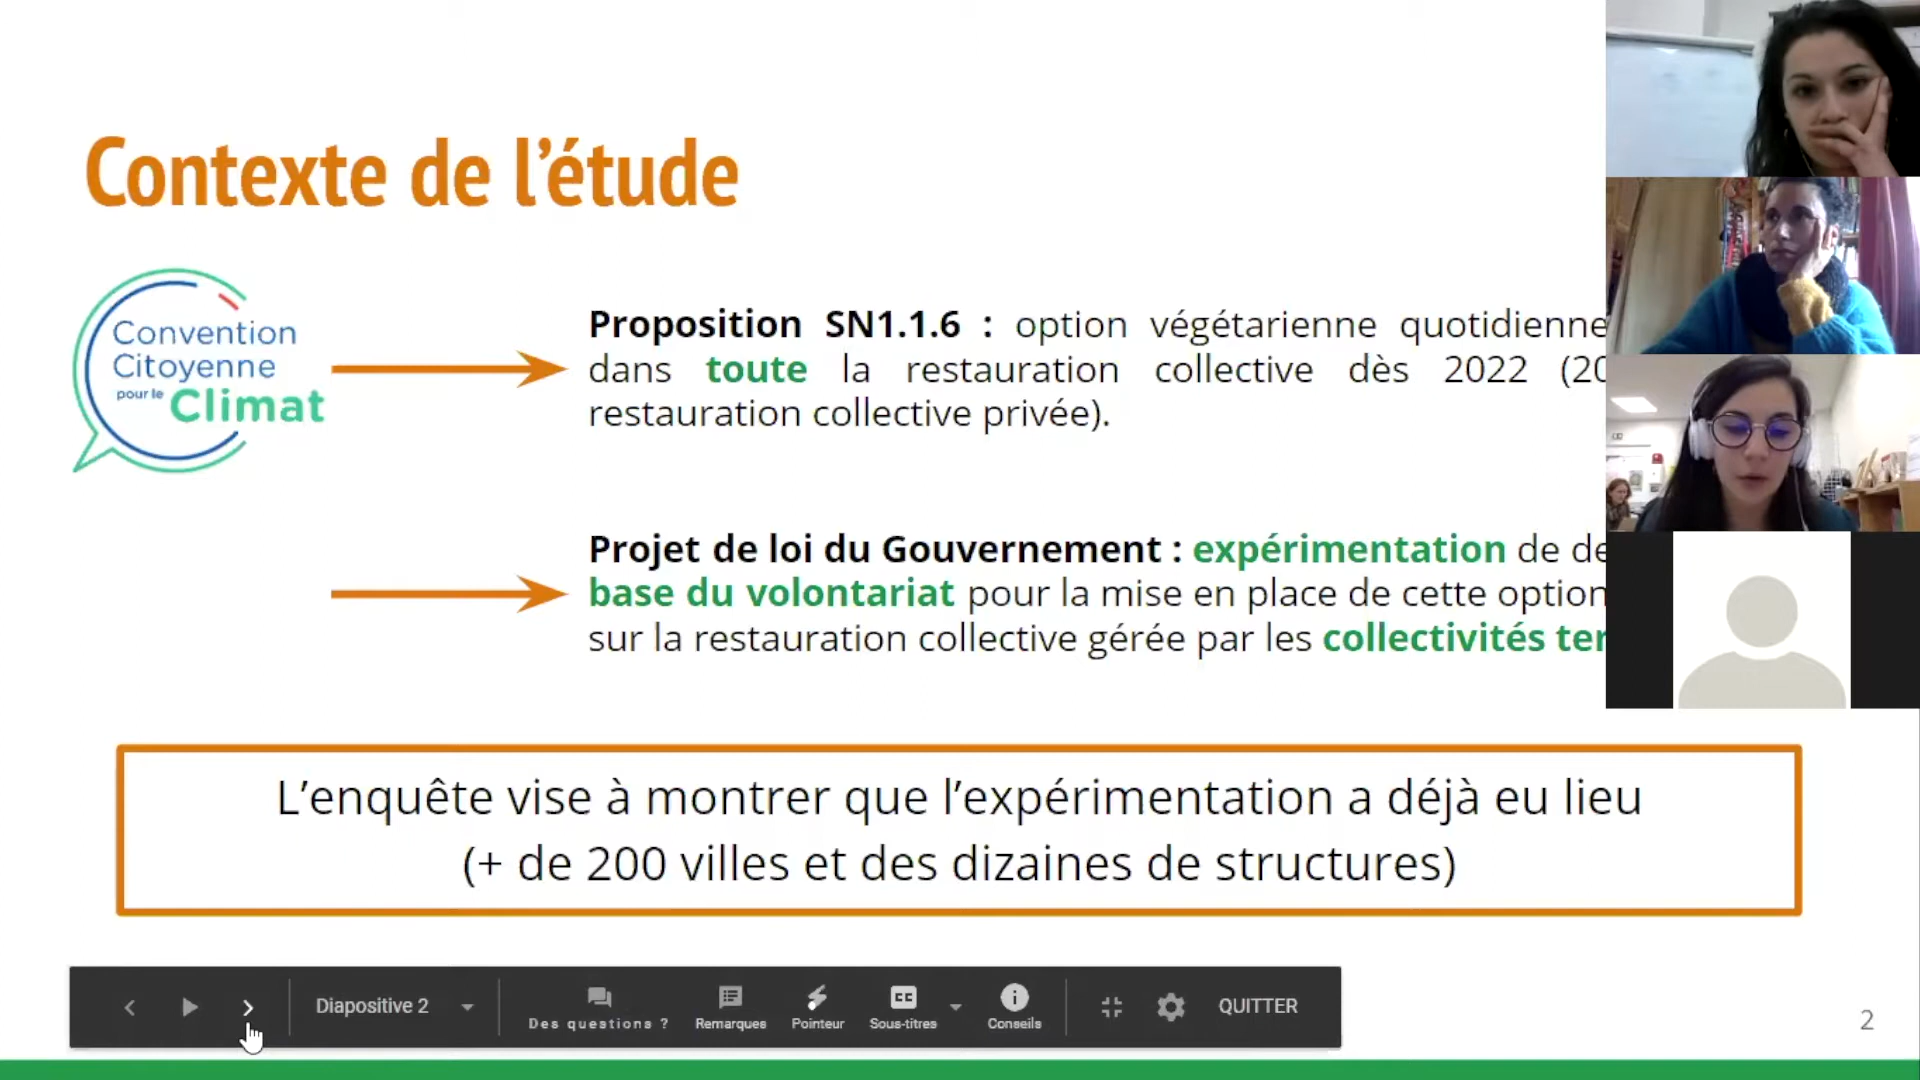 Contexte de l’étude
Convention
Citoyenne
pour le Climat
Proposition SN1.1.6 : option végétarienne quotidienne
dans toute la restauration collective dès 2022 (20
restauration collective privée).
Projet de loi du Gouvernement : expérimentation de
base du volontariat pour la mise en place de cette option
sur la restauration collective gérée par les collectivités
L’enquête vise à montrer que l’expérimentation a déjà eu lieu
(+ de 200 villes et des dizaines de structures)
Diapositive 2
Des questions ?
Remarques
Pointeur
Sous-titres
Conseils
QUITTER
2